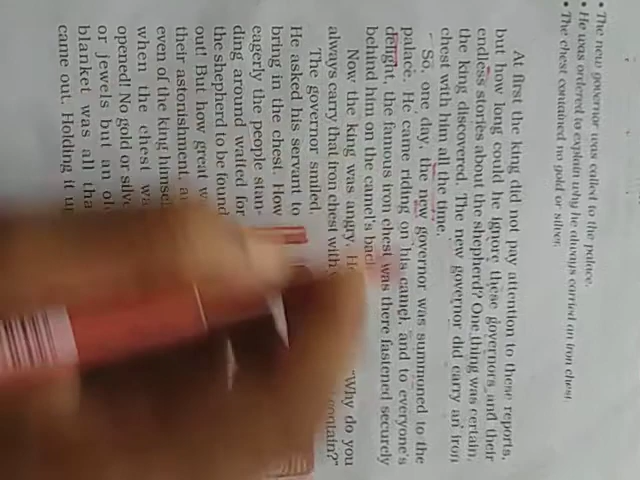 • The new governor was called to the palace.
• He was ordered to explain why he always carried an iron chest.
• The chest contained no gold or silver.
At first the king did not pay attention to these reports,
but how long could he ignore these governors and their
endless stories about the shepherd? One thing was certain,
the king discovered. The new governor did carry an iron
chest with him all the time.
So, one day, the new governor was summoned to the
palace. He came riding on his camel, and to everyone's
delight, the famous iron chest was there fastened securely
behind him on the camel's back
Now the king was angry. He "Why do you
always carry that iron chest with contain?"
The governor smiled.
He asked his servant to
bring in the chest. How
eagerly the people stan-
ding around waited for
the shepherd to be found
out! But how great
their astonishment,
even of the king
when the chest
opened! No gold or
or jewels but an
blanket was all
came out. Holding it